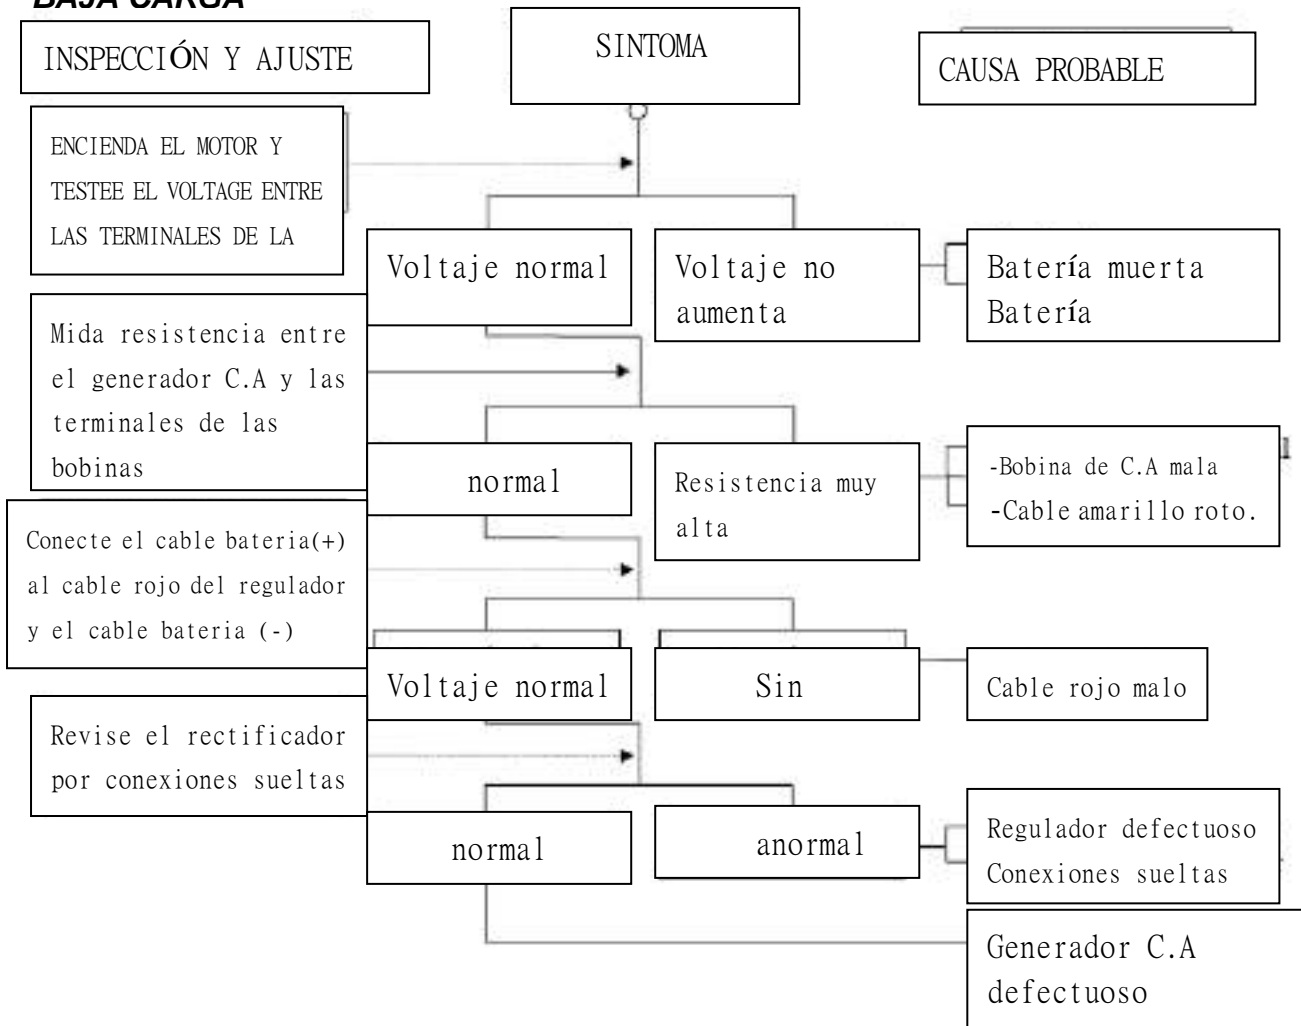 BAJA CARGA
INSPECCIÓN Y AJUSTE
SINTOMA
CAUSA PROBABLE
ENCIENDA EL MOTOR Y
TESTEE EL VOLTAGE ENTRE
LAS TERMINALES DE LA
Voltaje normal
Voltaje no
aumenta
Batería muerta
Batería
Mida resistencia entre
el generador C.A y las
terminales de las
bobinas
normal
Resistencia muy
alta
-Bobina de C.A mala
-Cable amarillo roto.
Conecte el cable bateria(+)
al cable rojo del regulador
y el cable bateria (-)
Voltaje normal
Sin
Cable rojo malo
Revise el rectificador
por conexiones sueltas
normal
anormal
Regulador defectuoso
Conexiones sueltas
Generador C.A
defectuoso